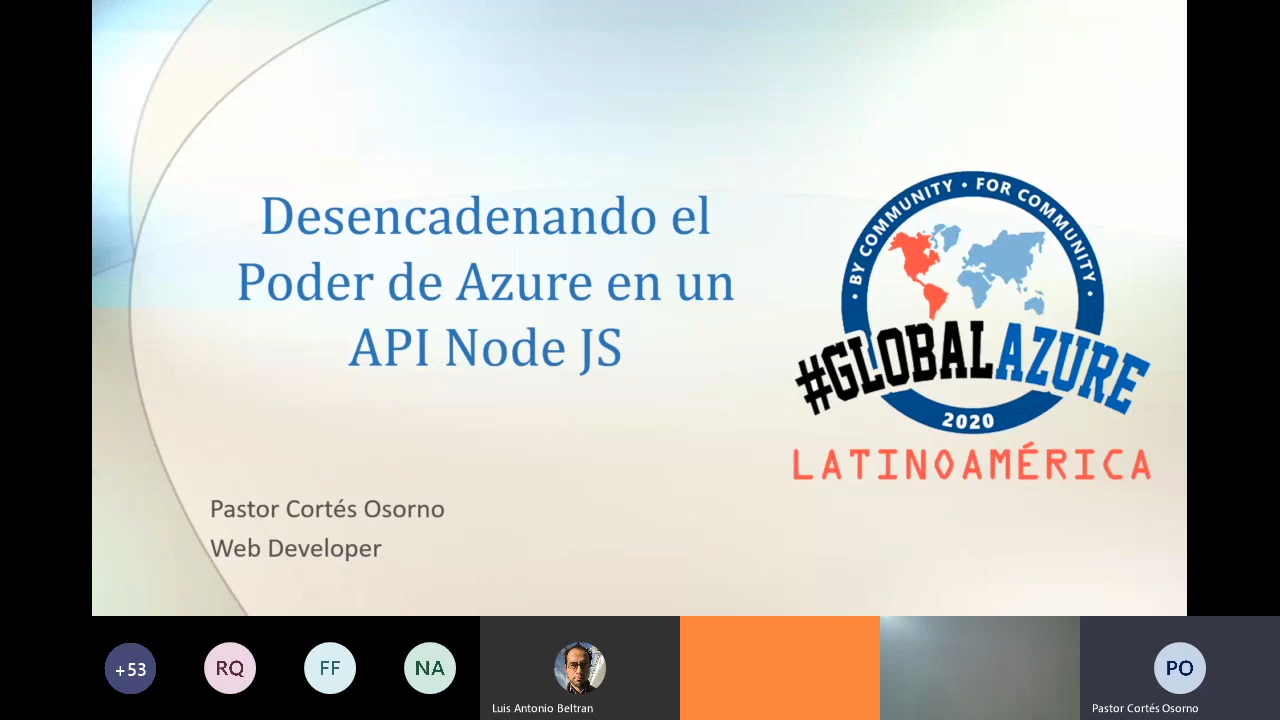 Desencadenando el
Poder de Azure en un
API Node JS
• BY COMMUNITY • FOR COMMUNITY •
#GLOBALAZURE
2020
LATINOAMÉRICA
Pastor Cortés Osorno
Web Developer
+53
RQ
FF
NA
Luis Antonio Beltran
PO
Pastor Cortés Osorno